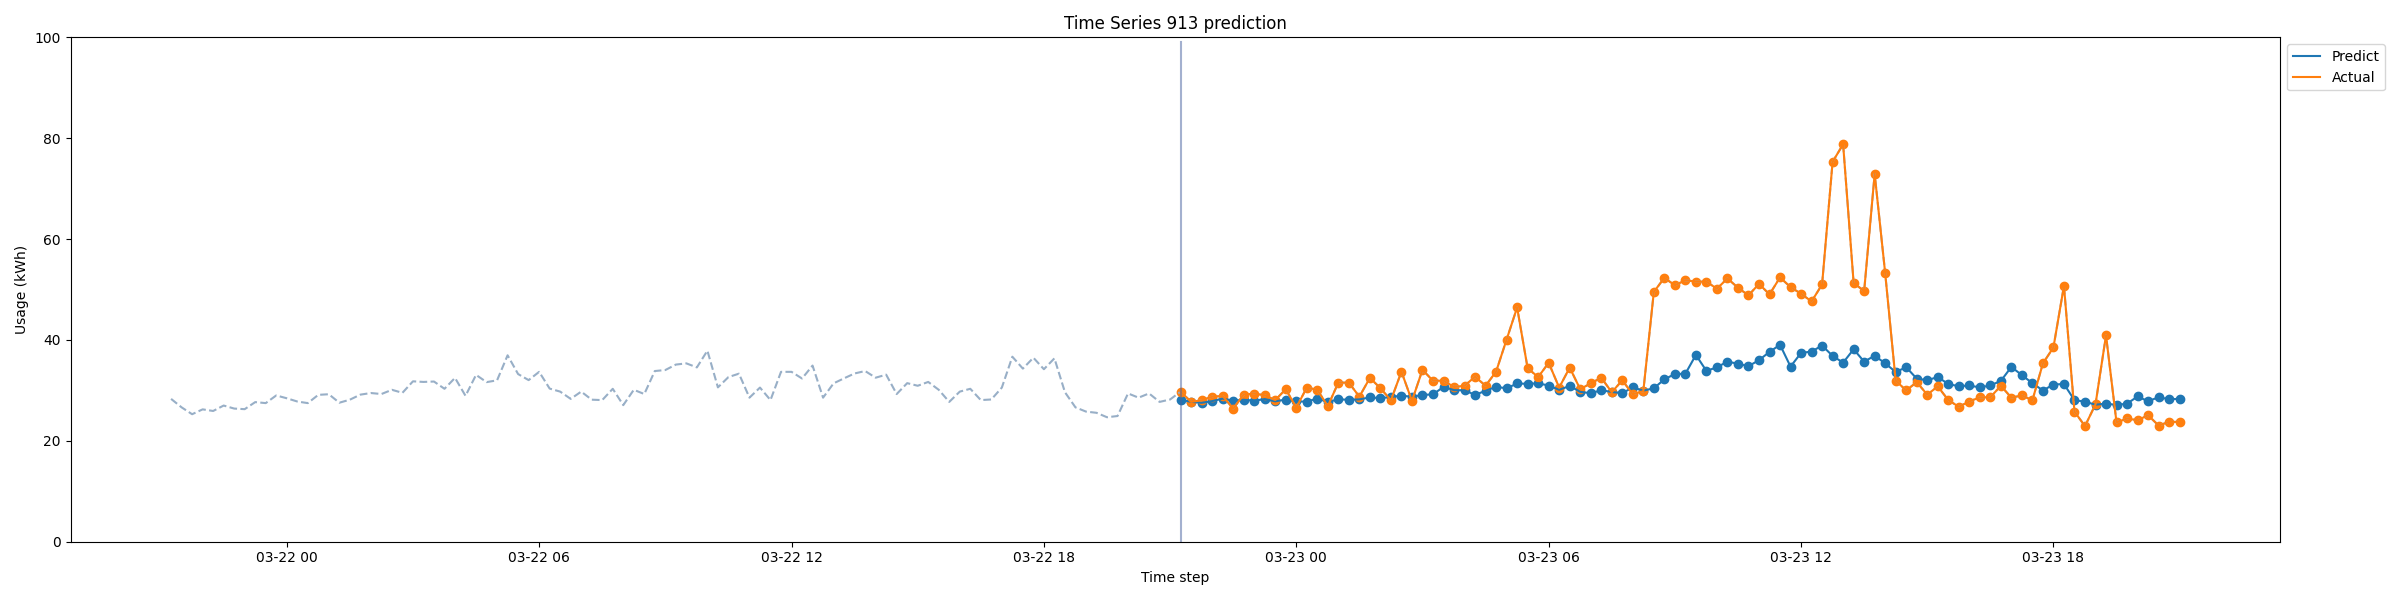 Time Series 913 prediction
100
80
60
40
20
0
Usage (kWh)
03-22 00
03-22 06
03-22 12
03-22 18
03-23 00
03-23 06
03-23 12
03-23 18
Time step
Predict
Actual